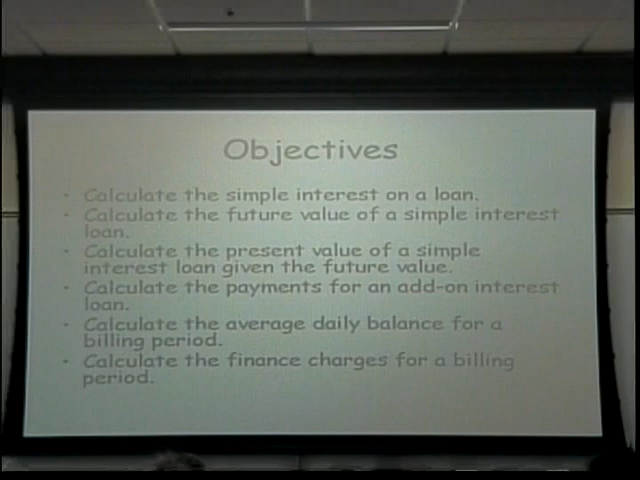 Objectives
· Calculate the simple interest on a loan.
· Calculate the future value of a simple interest
loan.
· Calculate the present value of a simple
interest loan given the future value.
· Calculate the payments for an add-on interest
loan.
· Calculate the average daily balance for a
billing period.
· Calculate the finance charges for a billing
period.